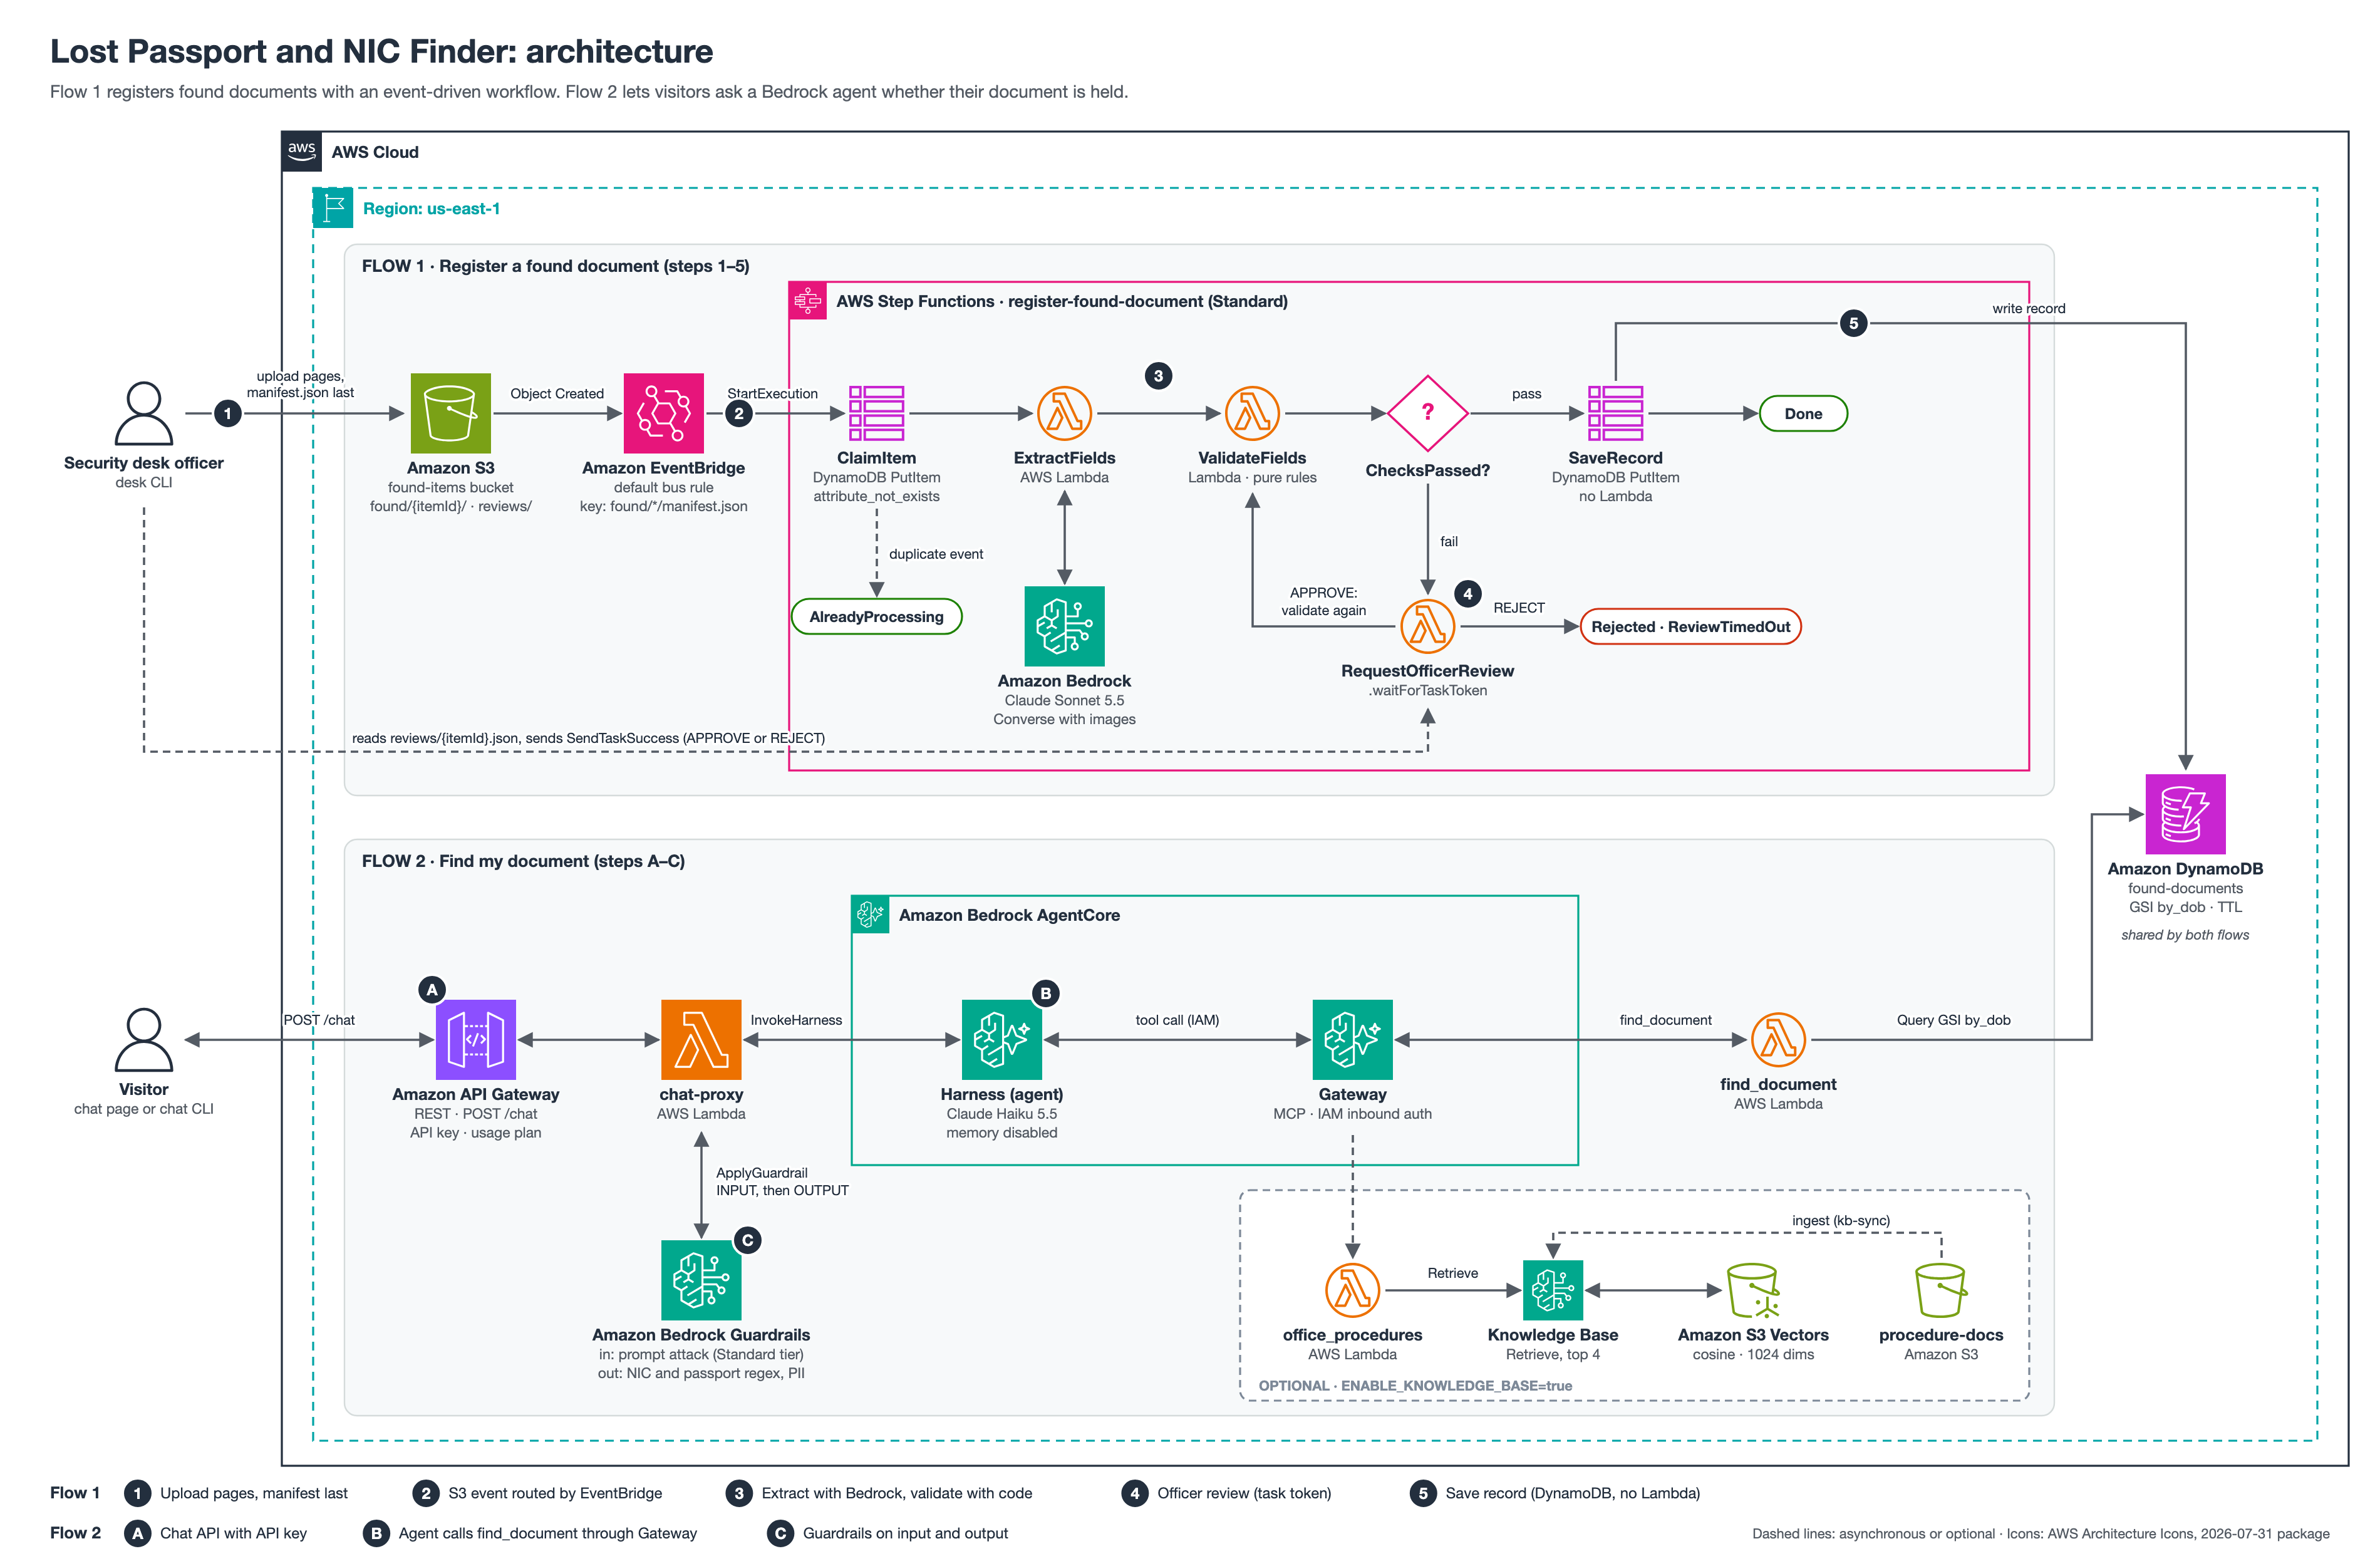 Lost Passport and NIC Finder: architecture
Flow 1 registers found documents with an event-driven workflow. Flow 2 lets visitors ask a Bedrock agent whether their document is held.
aws
AWS Cloud
Region: us-east-1
FLOW 1 · Register a found document (steps 1–5)
AWS Step Functions · register-found-document (Standard)
5
write record
upload pages,
manifest.json last
1
Object Created
StartExecution
2
3
?
pass
Done
Security desk officer
desk CLI
Amazon S3
found-items bucket
found/{itemId}/ · reviews/
Amazon EventBridge
default bus rule
key: found/*/manifest.json
ClaimItem
DynamoDB PutItem
attribute_not_exists
ExtractFields
AWS Lambda
ValidateFields
Lambda · pure rules
ChecksPassed?
SaveRecord
DynamoDB PutItem
no Lambda
duplicate event
fail
AlreadyProcessing
APPROVE:
validate again
4
REJECT
Rejected · ReviewTimedOut
Amazon Bedrock
Claude Sonnet 5.5
Converse with images
RequestOfficerReview
.waitForTaskToken
reads reviews/{itemId}.json, sends SendTaskSuccess (APPROVE or REJECT)
Amazon DynamoDB
found-documents
GSI by_dob · TTL
shared by both flows
FLOW 2 · Find my document (steps A–C)
Amazon Bedrock AgentCore
A
B
POST /chat
InvokeHarness
tool call (IAM)
find_document
Query GSI by_dob
Visitor
chat page or chat CLI
Amazon API Gateway
REST · POST /chat
API key · usage plan
chat-proxy
AWS Lambda
Harness (agent)
Claude Haiku 5.5
memory disabled
Gateway
MCP · IAM inbound auth
find_document
AWS Lambda
ApplyGuardrail
INPUT, then OUTPUT
C
Amazon Bedrock Guardrails
in: prompt attack (Standard tier)
out: NIC and passport regex, PII
ingest (kb-sync)
Retrieve
office_procedures
AWS Lambda
Knowledge Base
Retrieve, top 4
Amazon S3 Vectors
cosine · 1024 dims
procedure-docs
Amazon S3
OPTIONAL · ENABLE_KNOWLEDGE_BASE=true
Flow 1 1 Upload pages, manifest last 2 S3 event routed by EventBridge 3 Extract with Bedrock, validate with code 4 Officer review (task token) 5 Save record (DynamoDB, no Lambda)
Flow 2 A Chat API with API key B Agent calls find_document through Gateway C Guardrails on input and output
Dashed lines: asynchronous or optional · Icons: AWS Architecture Icons, 2026-07-31 package